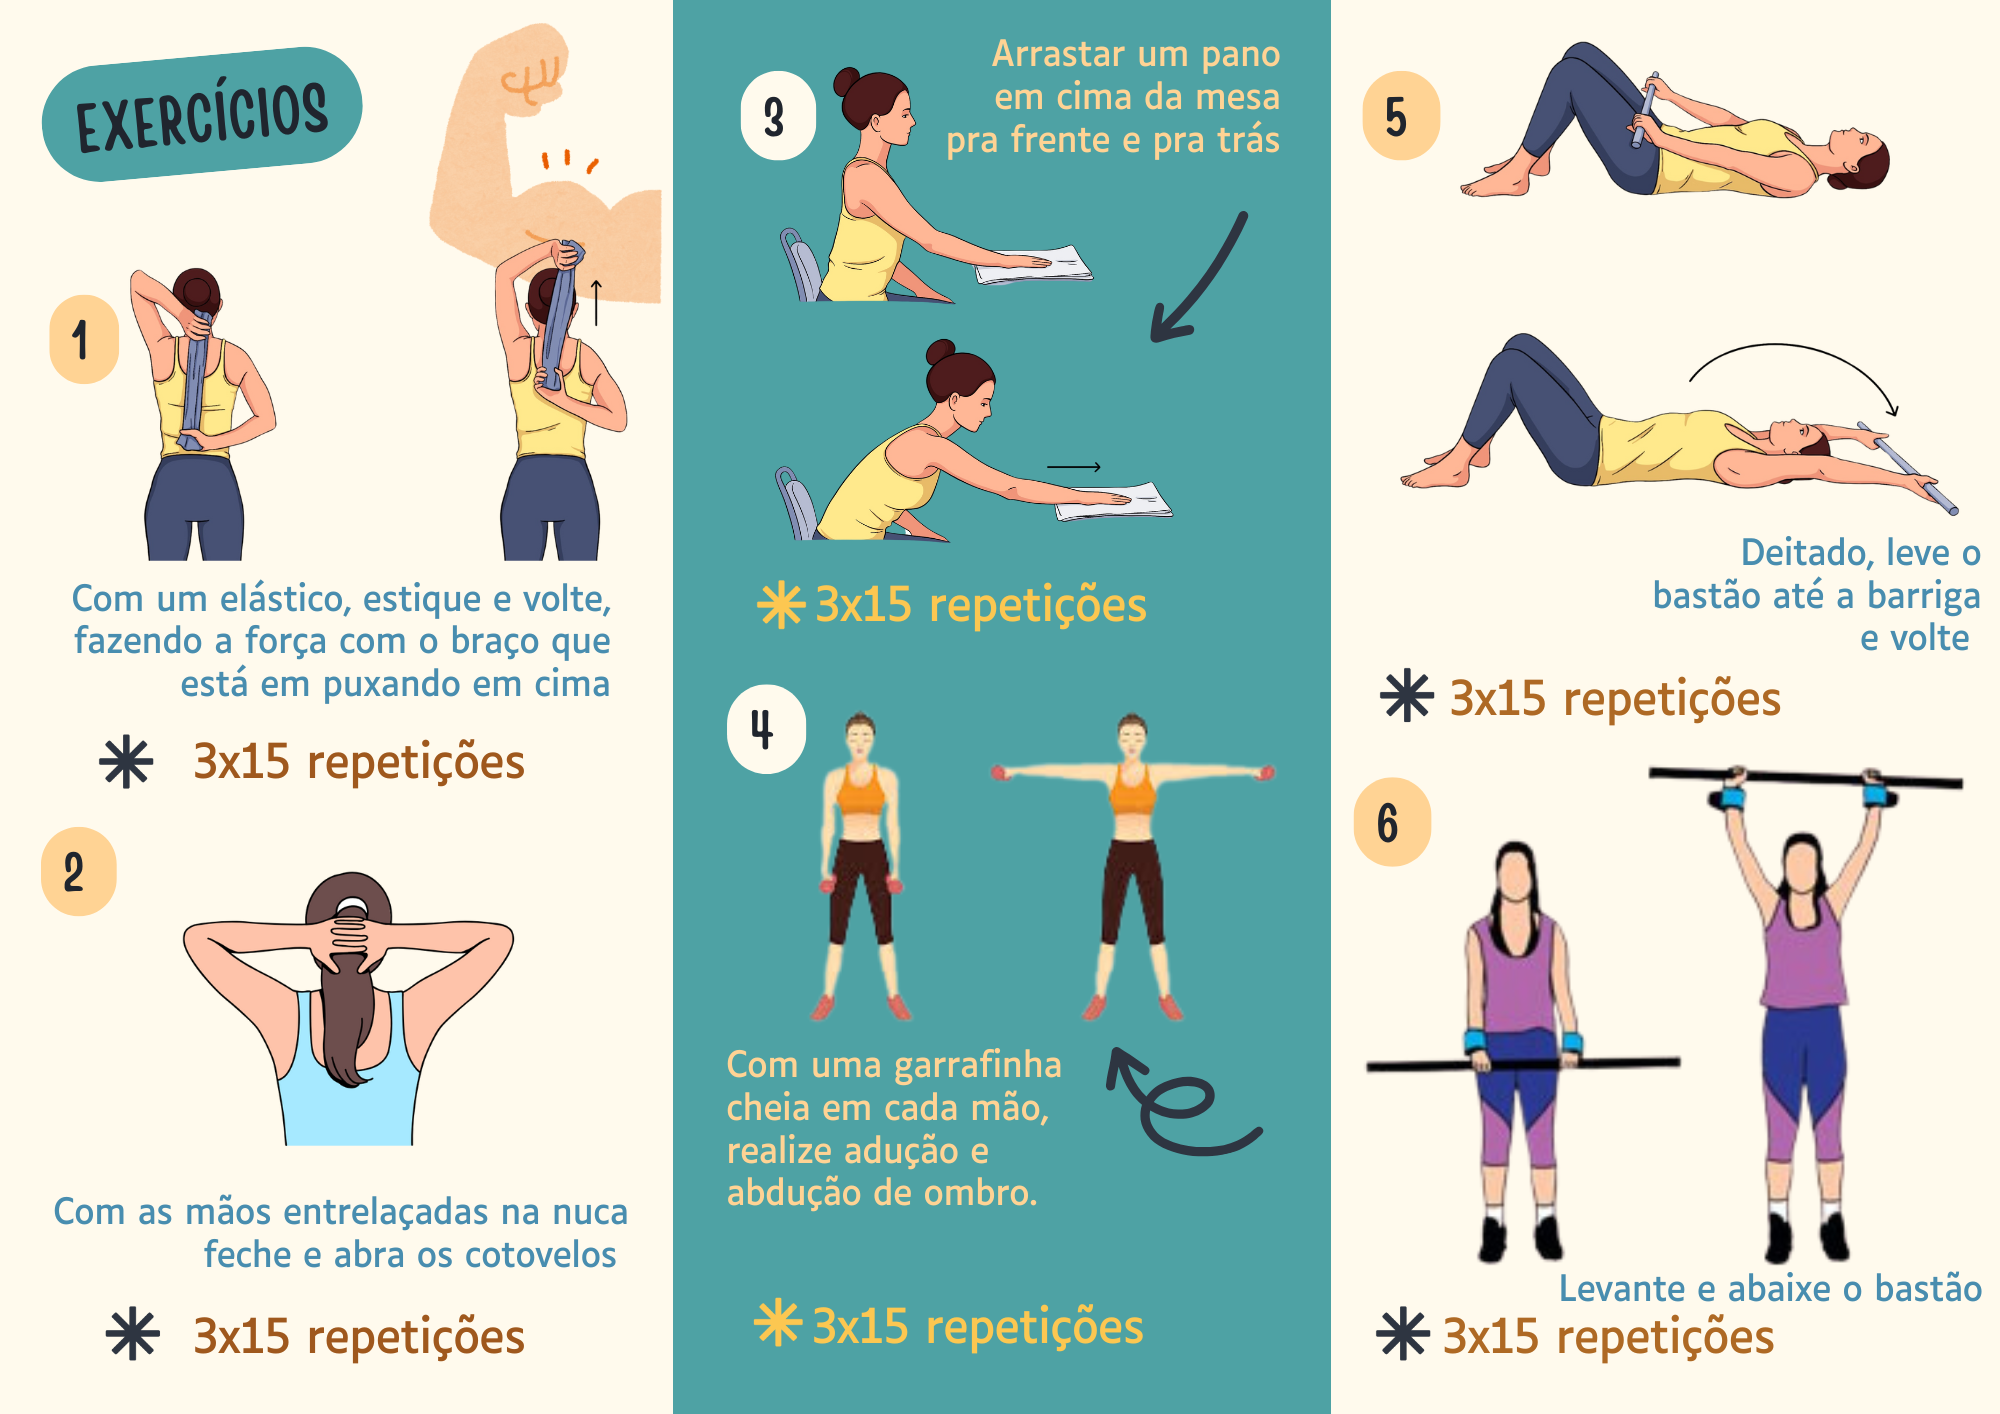 EXERCÍCIOS
1
Com um elástico, estique e volte,
fazendo a força com o braço que
está em puxando em cima
3x15 repetições
2
Com as mãos entrelaçadas na nuca
feche e abra os cotovelos
3x15 repetições
3
Arrastar um pano
em cima da mesa
pra frente e pra trás
3x15 repetições
4
Com uma garrafinha
cheia em cada mão,
realize adução e
abdução de ombro.
3x15 repetições
5
Deitado, leve o
bastão até a barriga
e volte
3x15 repetições
6
Levante e abaixe o bastão
3x15 repetições